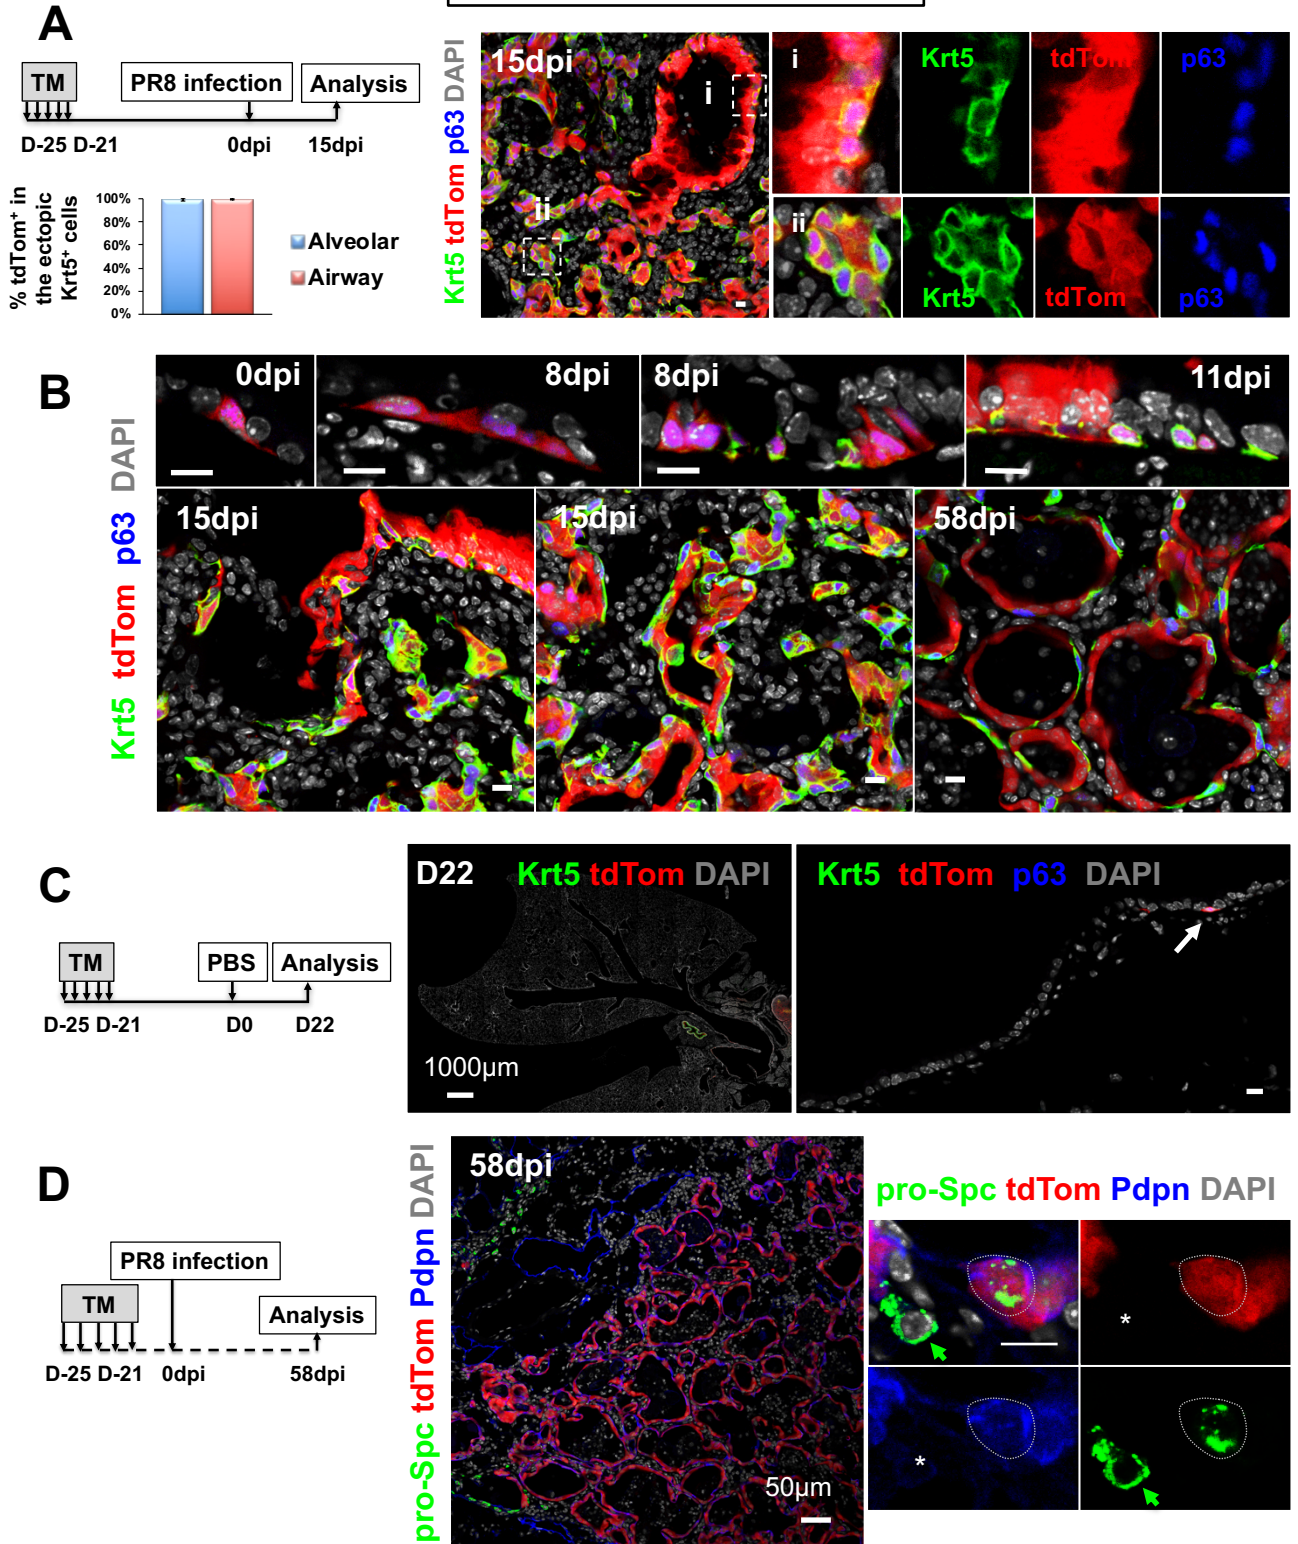 A
TM
PR8 infection
Analysis
D-25 D-21
0dpi
15dpi
% tdTom⁺ in
the ectopic
Krt5⁺ cells
100%
80%
60%
40%
20%
0%
Alveolar
Airway
Krt5 tdTom p63 DAPI
15dpi
i
ii
i
Krt5
tdTom
p63
ii
Krt5
tdTom
p63
B
Krt5 tdTom p63 DAPI
0dpi
8dpi
8dpi
11dpi
15dpi
15dpi
58dpi
C
TM
PBS
Analysis
D-25 D-21
D0
D22
D22
Krt5 tdTom DAPI
1000µm
Krt5 tdTom p63 DAPI
D
PR8 infection
TM
Analysis
D-25 D-21
0dpi
58dpi
pro-Spc tdTom Pdpn DAPI
58dpi
50µm
pro-Spc tdTom Pdpn DAPI
*
*